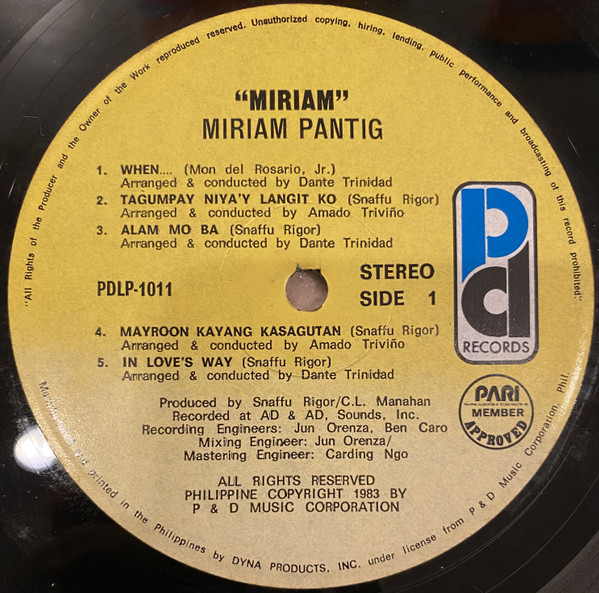 "All Rights of the Producer and the Owner of the Work reproduced reserved. Unauthorized copying, hiring, lending, public performance and broadcasting of this record prohibited"
"MIRIAM"
MIRIAM PANTIG
1. WHEN.... (Mon del Rosario, Jr.)
Arranged & conducted by Dante Trinidad
2. TAGUMPAY NIYA'Y LANGIT KO (Snaffu Rigor)
Arranged & conducted by Amado Triviño
3. ALAM MO BA (Snaffu Rigor)
Arranged & conducted by Dante Trinidad
pd
RECORDS
PDLP-1011
STEREO
SIDE 1
4. MAYROON KAYANG KASAGUTAN (Snaffu Rigor)
Arranged & conducted by Amado Triviño
5. IN LOVE'S WAY (Snaffu Rigor)
Arranged & conducted by Dante Trinidad
PARI
MEMBER
APPROVED
Produced by Snaffu Rigor/C.L. Manahan
Recorded at AD & AD, Sounds, Inc.
Recording Engineers: Jun Orenza, Ben Caro
Mixing Engineer: Jun Orenza/
Mastering Engineer: Carding Ngo
ALL RIGHTS RESERVED
PHILIPPINE COPYRIGHT 1983 BY
P & D MUSIC CORPORATION
and printed in the Philippines by DYNA PRODUCTS, INC. under license from P & D Music Corporation, Phil.